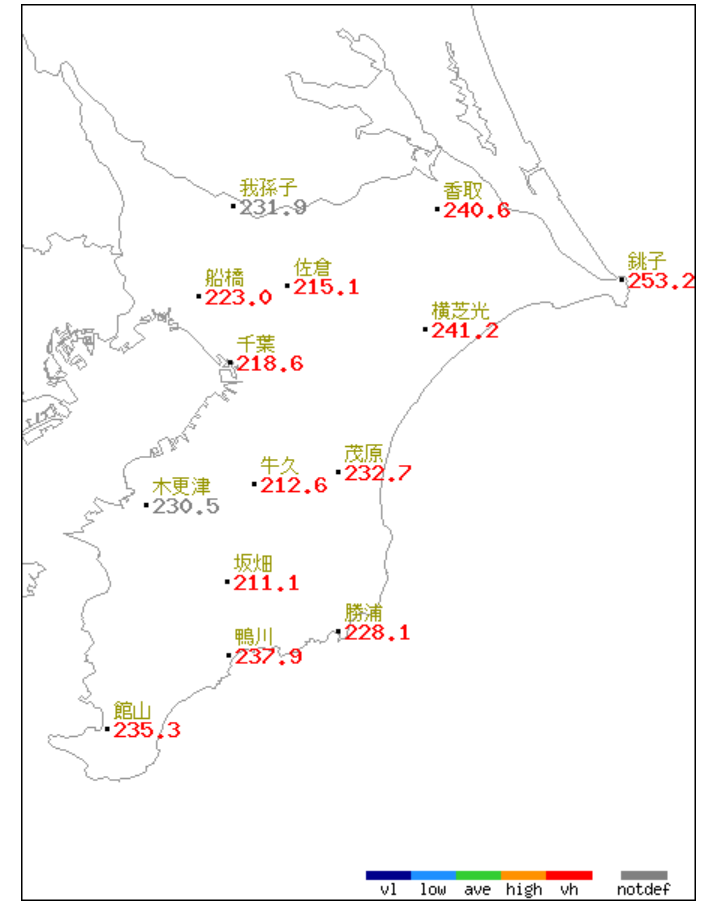 我孫子
231.9
香取
240.6
銚子
253.2
船橋
223.0
佐倉
215.1
横芝光
241.2
千葉
218.6
茂原
232.7
牛久
212.6
木更津
230.5
坂畑
211.1
勝浦
228.1
鴨川
237.9
館山
235.3
vl low ave high vh notdef